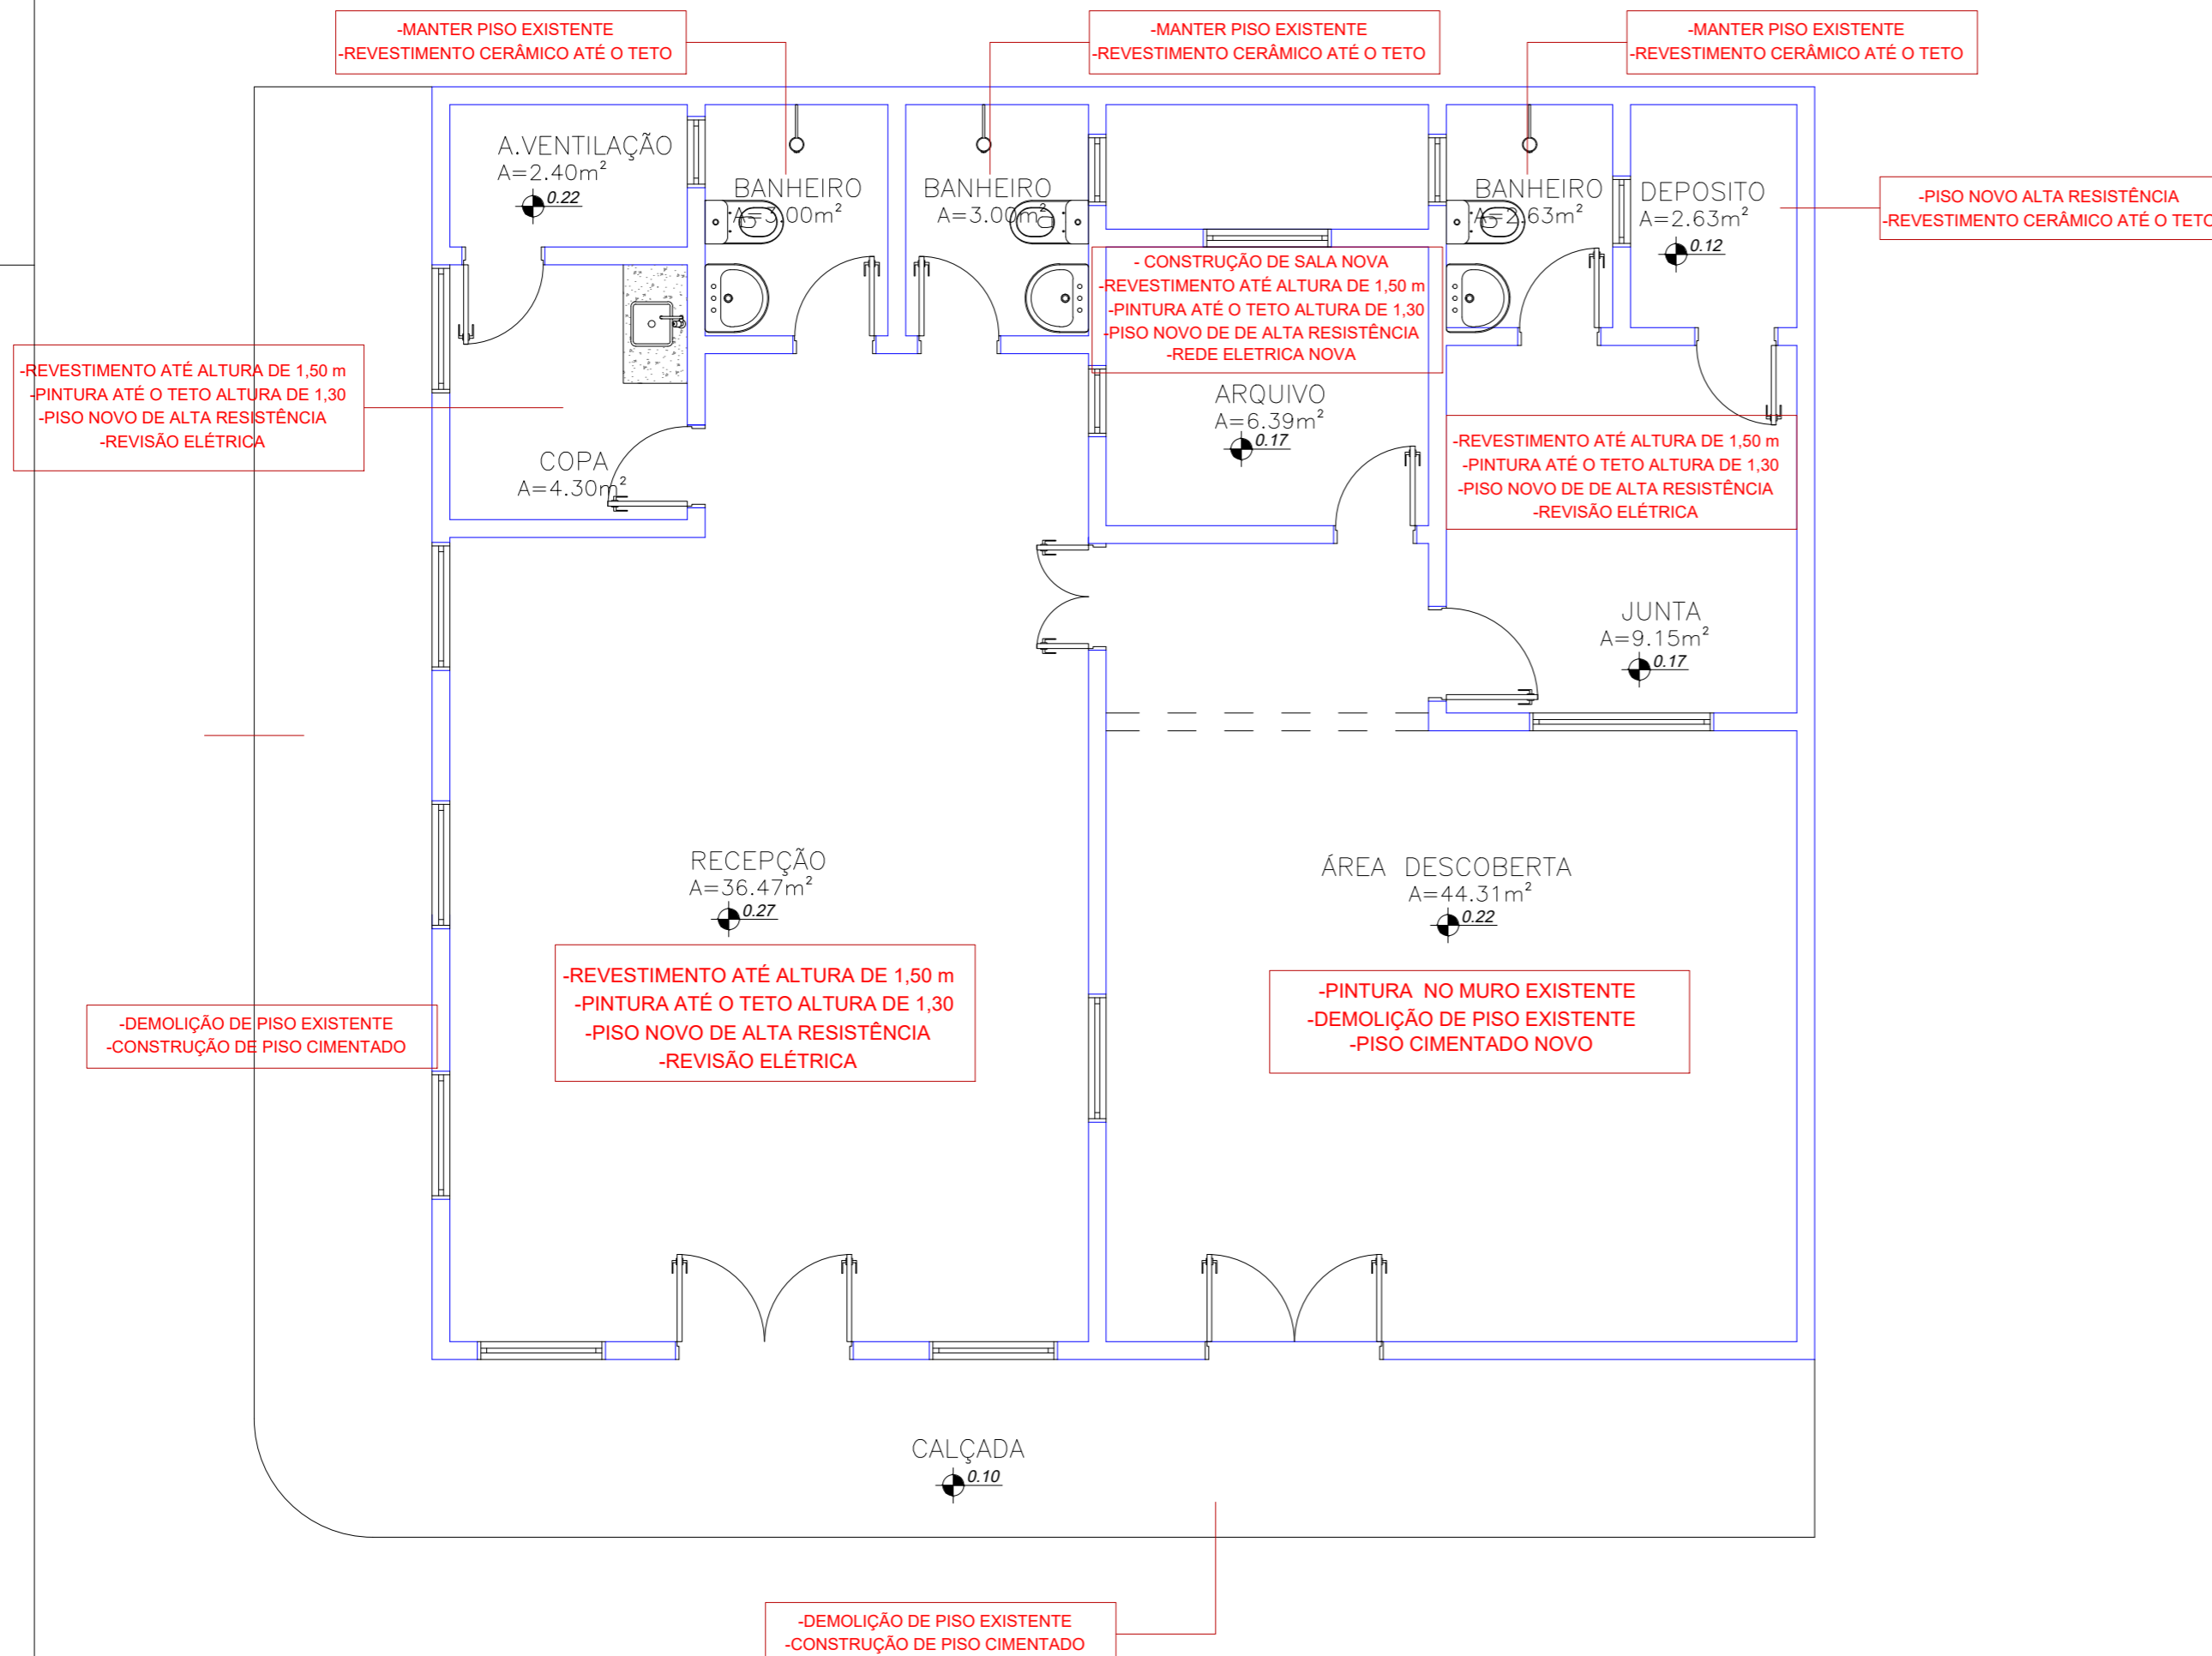 -MANTER PISO EXISTENTE
-REVESTIMENTO CERÂMICO ATÉ O TETO
-MANTER PISO EXISTENTE
-REVESTIMENTO CERÂMICO ATÉ O TETO
-MANTER PISO EXISTENTE
-REVESTIMENTO CERÂMICO ATÉ O TETO
A.VENTILAÇÃO
A=2.40m²
0.22
BANHEIRO
A=3.00m²
BANHEIRO
A=3.00m²
BANHEIRO
A=2.63m²
DEPOSITO
A=2.63m²
0.12
-PISO NOVO ALTA RESISTÊNCIA
-REVESTIMENTO CERÂMICO ATÉ O TETO
- CONSTRUÇÃO DE SALA NOVA
-REVESTIMENTO ATÉ ALTURA DE 1,50 m
-PINTURA ATÉ O TETO ALTURA DE 1,30
-PISO NOVO DE DE ALTA RESISTÊNCIA
-REDE ELETRICA NOVA
-REVESTIMENTO ATÉ ALTURA DE 1,50 m
-PINTURA ATÉ O TETO ALTURA DE 1,30
-PISO NOVO DE ALTA RESISTÊNCIA
-REVISÃO ELÉTRICA
ARQUIVO
A=6.39m²
0.17
COPA
A=4.30m²
-REVESTIMENTO ATÉ ALTURA DE 1,50 m
-PINTURA ATÉ O TETO ALTURA DE 1,30
-PISO NOVO DE DE ALTA RESISTÊNCIA
-REVISÃO ELÉTRICA
JUNTA
A=9.15m²
0.17
RECEPÇÃO
A=36.47m²
0.27
ÁREA DESCOBERTA
A=44.31m²
0.22
-REVESTIMENTO ATÉ ALTURA DE 1,50 m
-PINTURA ATÉ O TETO ALTURA DE 1,30
-PISO NOVO DE ALTA RESISTÊNCIA
-REVISÃO ELÉTRICA
-PINTURA NO MURO EXISTENTE
-DEMOLIÇÃO DE PISO EXISTENTE
-PISO CIMENTADO NOVO
-DEMOLIÇÃO DE PISO EXISTENTE
-CONSTRUÇÃO DE PISO CIMENTADO
CALÇADA
0.10
-DEMOLIÇÃO DE PISO EXISTENTE
-CONSTRUÇÃO DE PISO CIMENTADO